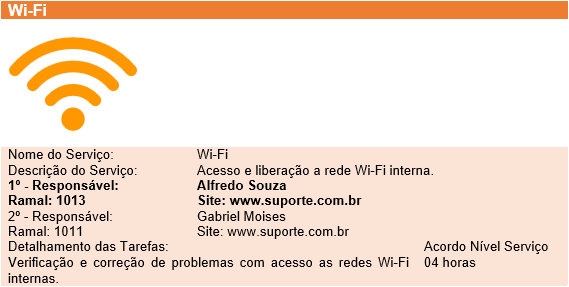 Wi-Fi
Nome do Serviço: Wi-Fi
Descrição do Serviço: Acesso e liberação a rede Wi-Fi interna.
1º - Responsável: Alfredo Souza
Ramal: 1013 Site: www.suporte.com.br
2º - Responsável: Gabriel Moises
Ramal: 1011 Site: www.suporte.com.br
Detalhamento das Tarefas: Acordo Nível Serviço
Verificação e correção de problemas com acesso as redes Wi-Fi 04 horas
internas.